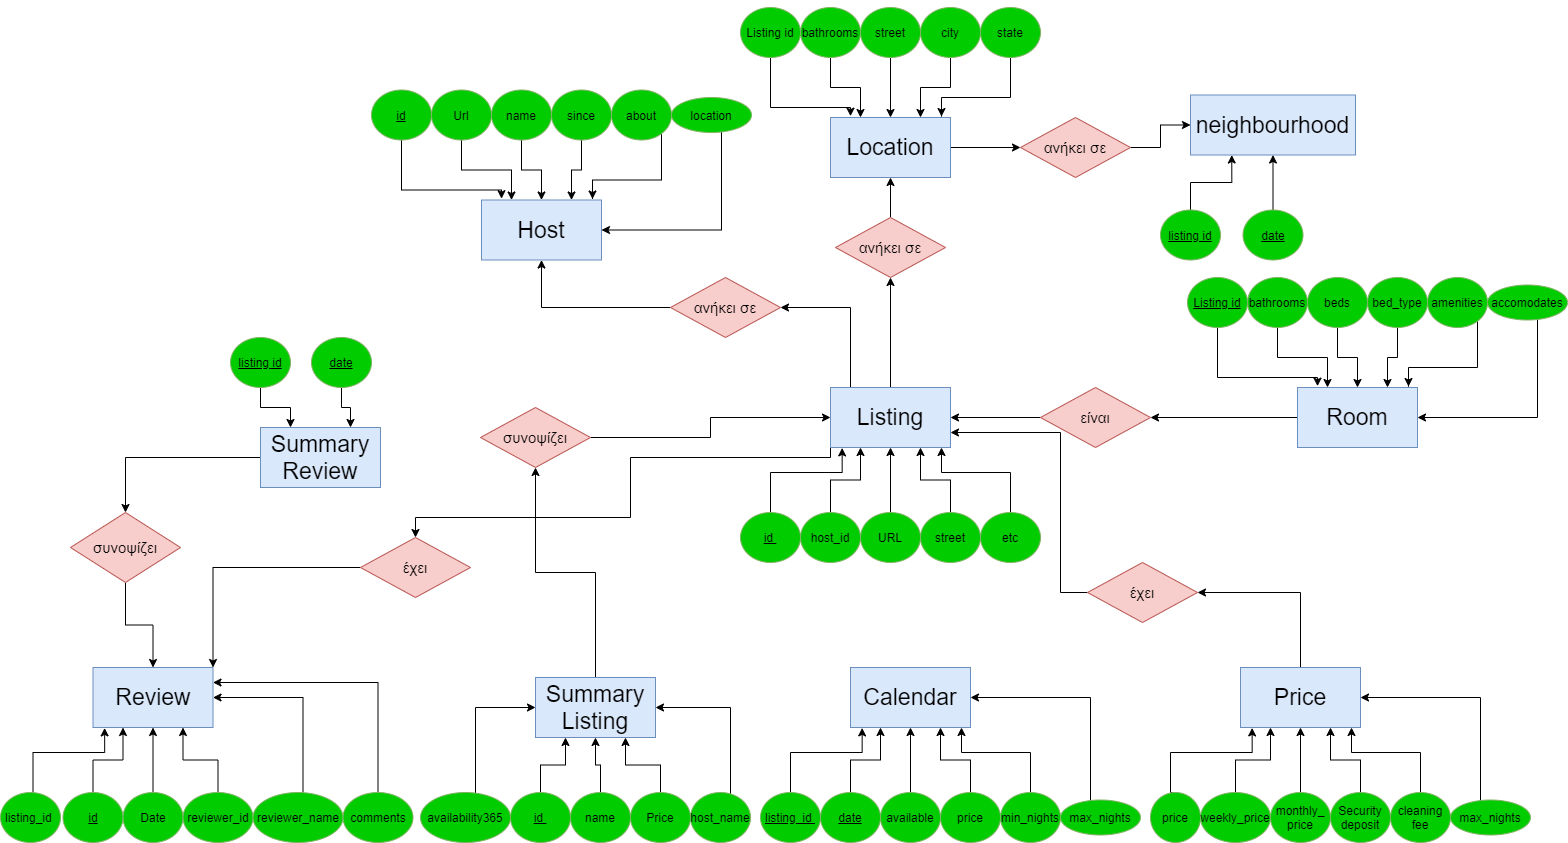 Listing id
bathrooms
street
city
state
id
Url
name
since
about
location
Location
ανήκει σε
neighbourhood
Host
listing id
date
ανήκει σε
ανήκει σε
Listing id
bathrooms
beds
bed_type
amenities
accomodates
listing id
date
Summary
Review
συνοψίζει
Listing
είναι
Room
συνοψίζει
έχει
id
host_id
URL
street
etc
έχει
Review
Summary
Listing
Calendar
Price
listing_id
id
Date
reviewer_id
reviewer_name
comments
availability365
id
name
Price
host_name
listing_id
date
available
price
min_nights
max_nights
price
weekly_price
monthly_
price
Security
deposit
cleaning
fee
max_nights